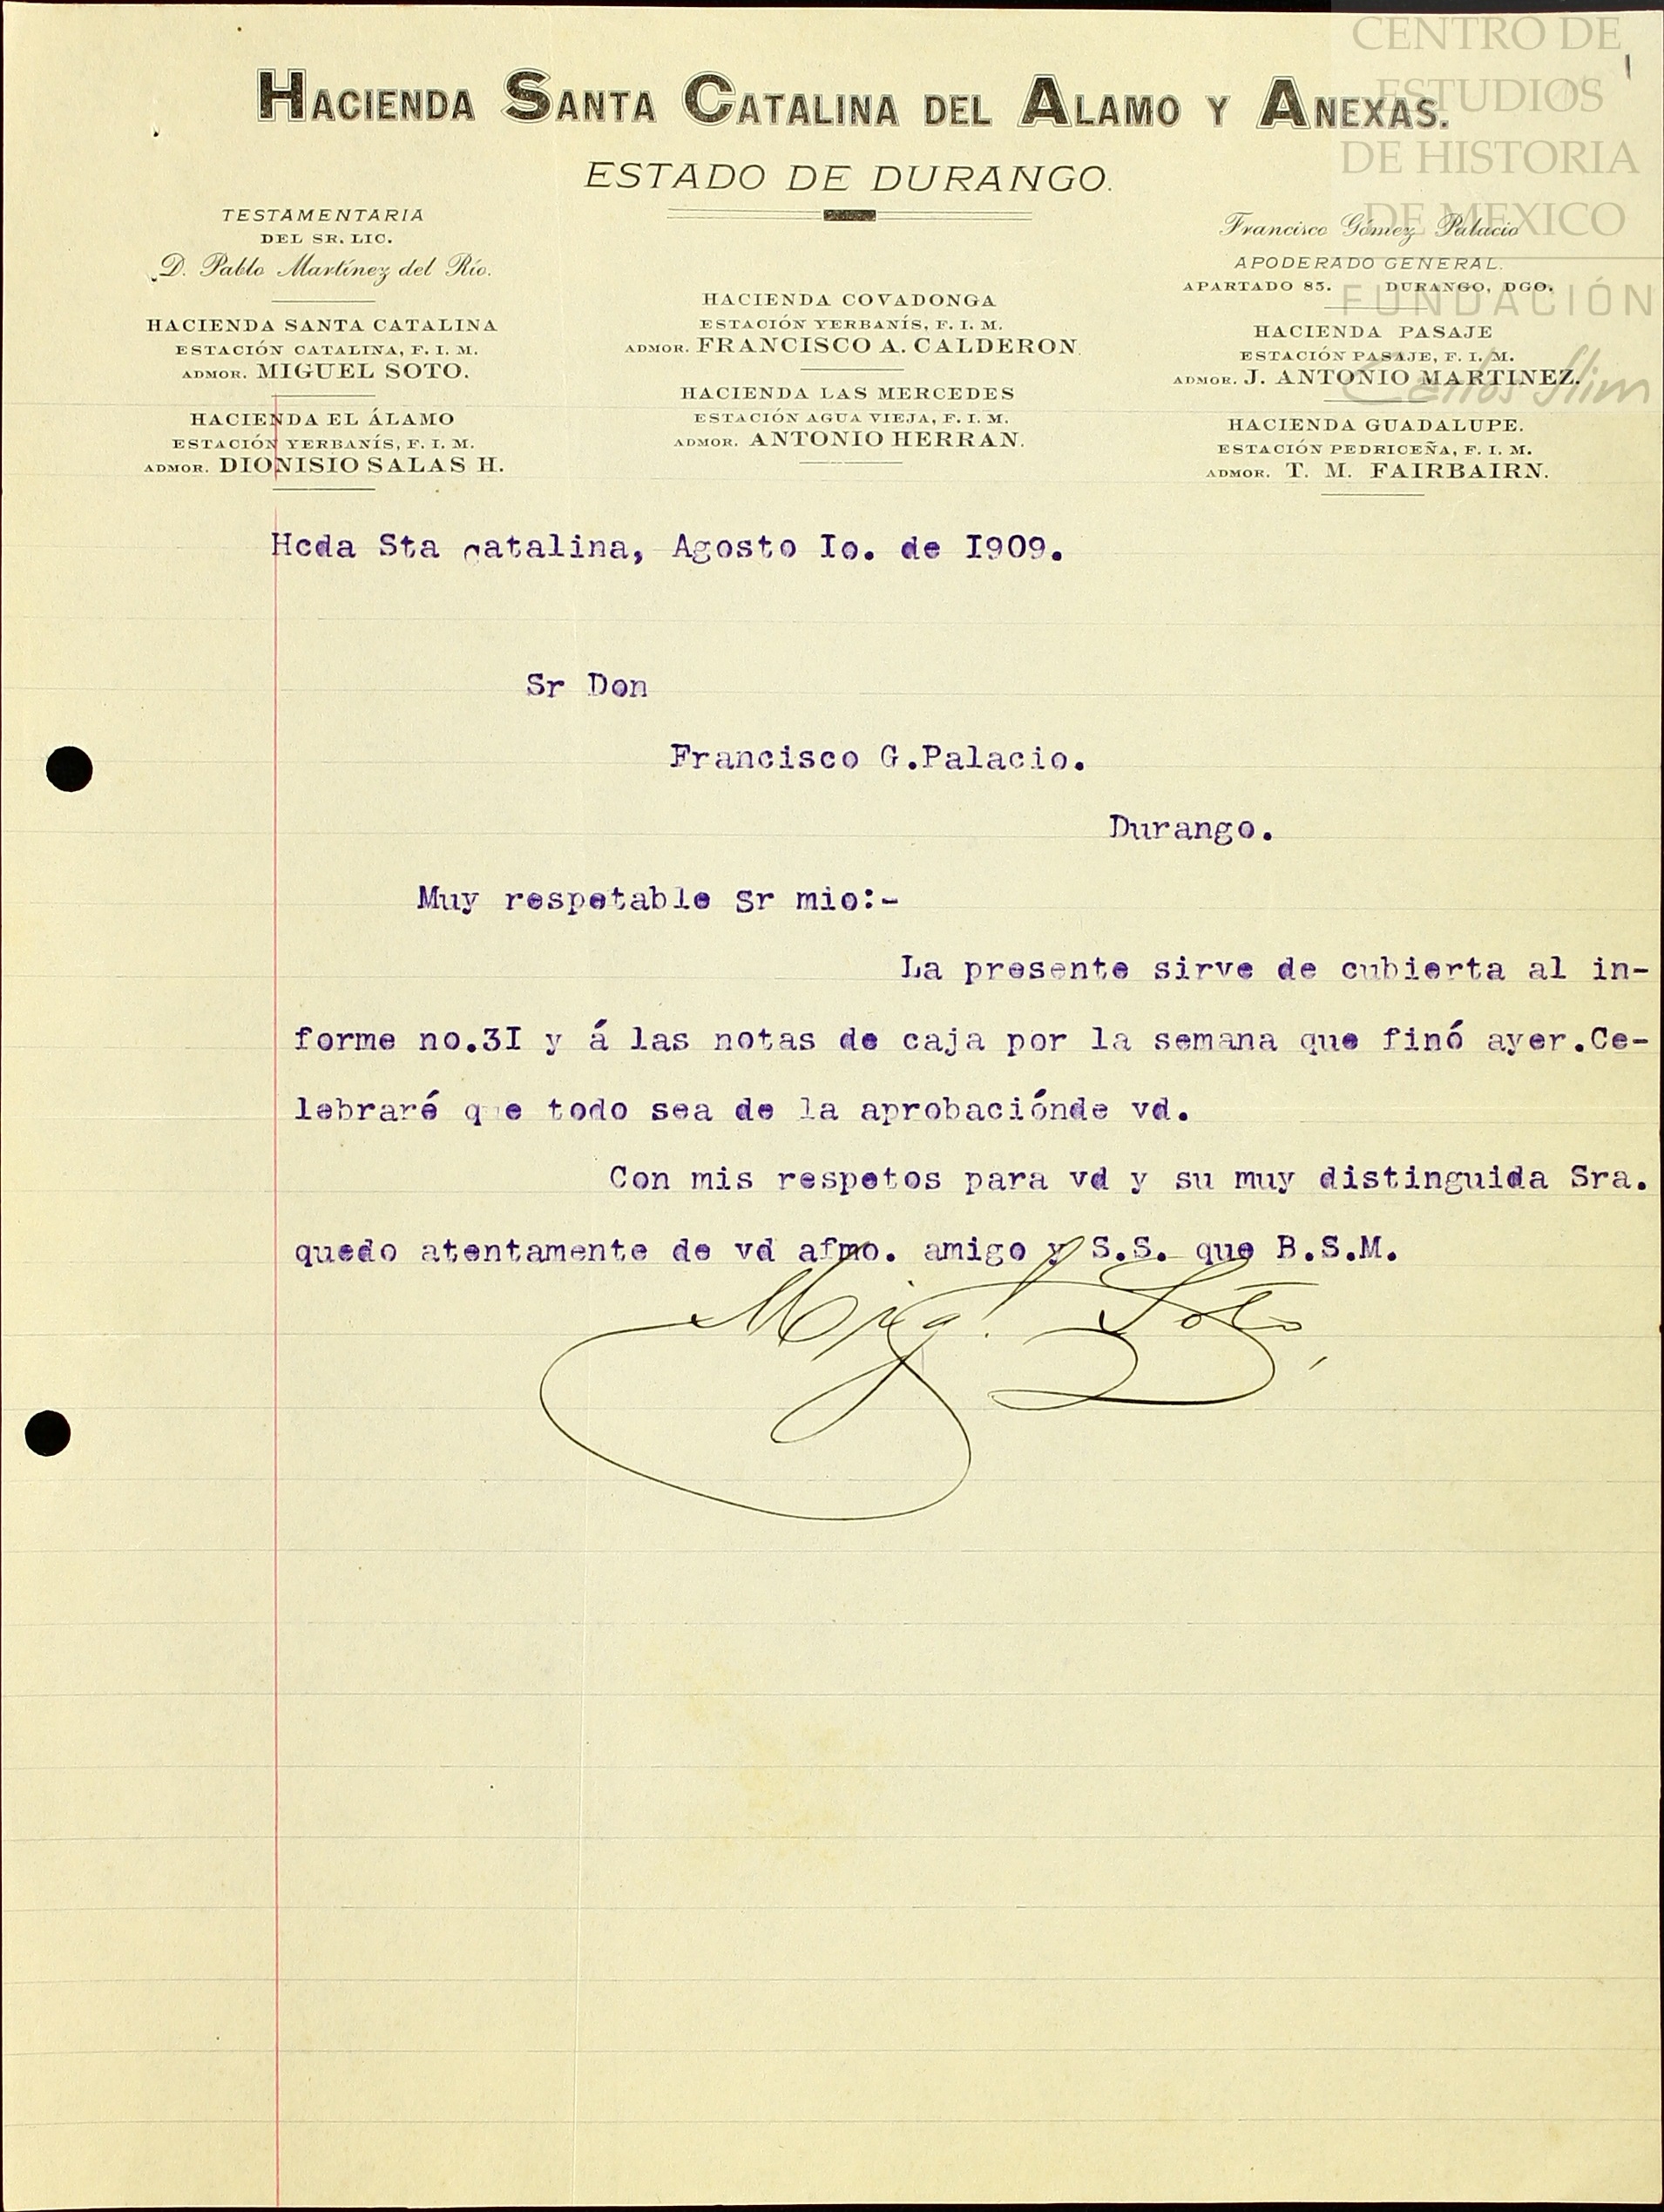 HACIENDA SANTA CATALINA DEL ALAMO Y ANEXAS.
ESTADO DE DURANGO.
TESTAMENTARIA
DEL SR. LIC.
D. Pablo Martínez del Río.
HACIENDA SANTA CATALINA
ESTACIÓN CATALINA, F. I. M.
ADMOR. MIGUEL SOTO.
HACIENDA EL ÁLAMO
ESTACIÓN YERBANÍS, F. I. M.
ADMOR. DIONISIO SALAS H.
HACIENDA COVADONGA
ESTACIÓN YERBANÍS, F. I. M.
ADMOR. FRANCISCO A. CALDERON.
HACIENDA LAS MERCEDES
ESTACIÓN AGUA VIEJA, F. I. M.
ADMOR. ANTONIO HERRAN.
Francisco Gómez Palacio
APODERADO GENERAL.
APARTADO 85. DURANGO, DGO.
HACIENDA PASAJE
ESTACIÓN PASAJE, F. I. M.
ADMOR. J. ANTONIO MARTINEZ.
HACIENDA GUADALUPE.
ESTACIÓN PEDRICEÑA, F. I. M.
ADMOR. T. M. FAIRBAIRN.
CENTRO DE
ESTUDIOS
DE HISTORIA
DE MEXICO
FUNDACIÓN
Carlos Slim
1
Hcda Sta Catalina, Agosto Io. de I909.
Sr Don
Francisco G.Palacio.
Durango.
Muy respetable Sr mio:-
La presente sirve de cubierta al in-
forme no.3I y á las notas de caja por la semana que finó ayer.Ce-
lebraré que todo sea de la aprobaciónde vd.
Con mis respetos para vd y su muy distinguida Sra.
quedo atentamente de vd afmo. amigo y S.S. que B.S.M.
Migl. Soto,